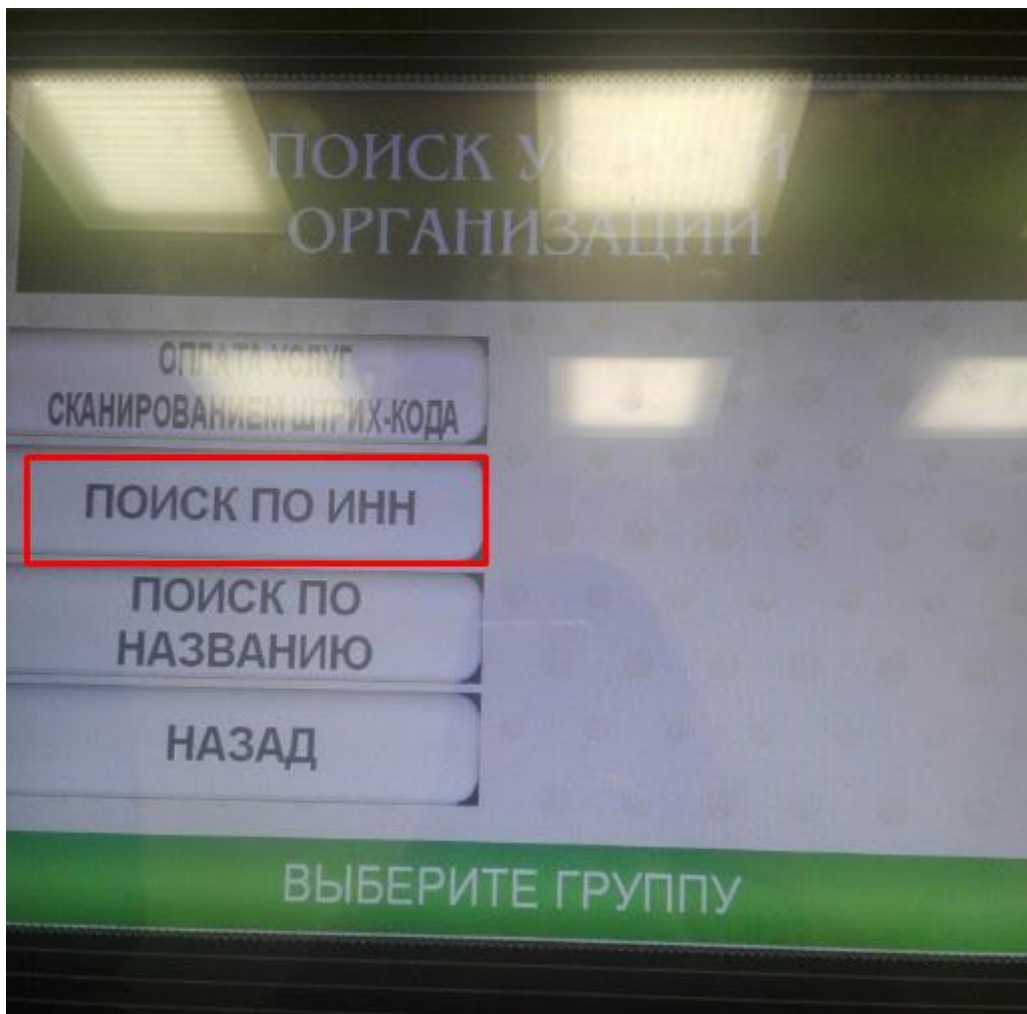 ПОИСК И
ОРГАНИЗАЦИИ
ОПЛАТА УСЛУГ
СКАНИРОВАНИЕМ ШТРИХ-КОДА
ПОИСК ПО ИНН
ПОИСК ПО
НАЗВАНИЮ
НАЗАД
ВЫБЕРИТЕ ГРУППУ